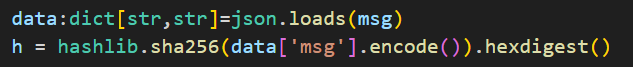 data:dict[str,str]=json.loads(msg)
h = hashlib.sha256(data['msg'].encode()).hexdigest()